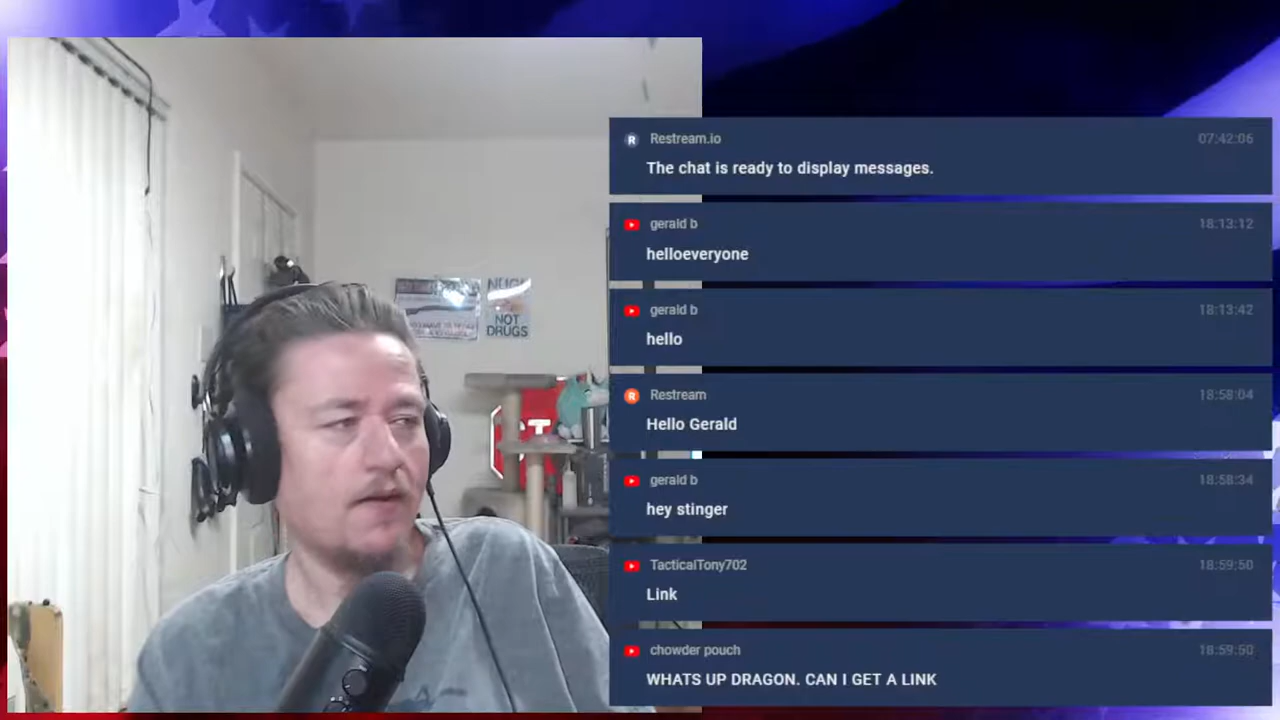 Restream.io 07:42:06
The chat is ready to display messages.
gerald b 18:13:12
helloeveryone
gerald b 18:13:42
hello
Restream 18:58:04
Hello Gerald
gerald b 18:58:34
hey stinger
TacticalTony702 18:59:50
Link
chowder pouch 18:59:50
WHATS UP DRAGON. CAN I GET A LINK
NOT
DRUGS